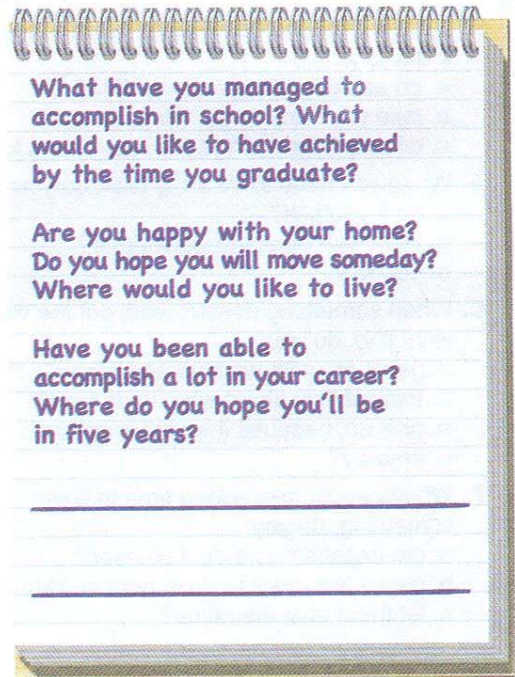 What have you managed to
accomplish in school? What
would you like to have achieved
by the time you graduate?
Are you happy with your home?
Do you hope you will move someday?
Where would you like to live?
Have you been able to
accomplish a lot in your career?
Where do you hope you'll be
in five years?